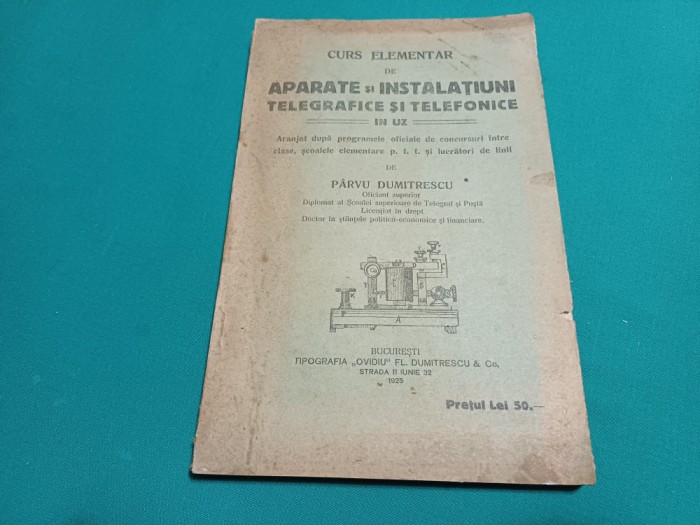 CURS ELEMENTAR
DE
APARATE ȘI INSTALAȚIUNI
TELEGRAFICE ȘI TELEFONICE
IN UZ
Aranjat după programele oficiale de concursuri între
clase, școalele elementare p. t. t. și lucrători de linii
DE
PÂRVU DUMITRESCU
Oficiant superior
Diplomat al Școalei superioare de Telegraf și Poștă
Licențiat în drept
Doctor în științele politico-economice și financiare.
A
BUCUREȘTI
TIPOGRAFIA „OVIDIU" FL. DUMITRESCU & Co,
STRADA 11 IUNIE 32
1925
Prețul Lei 50.—